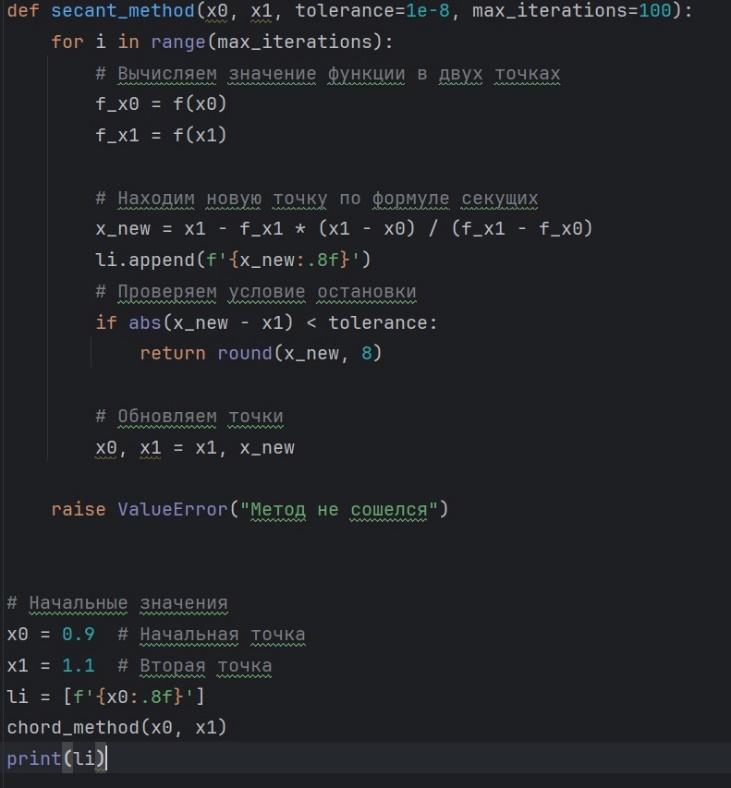 def secant_method(x0, x1, tolerance=1e-8, max_iterations=100):
for i in range(max_iterations):
# Вычисляем значение функции в двух точках
f_x0 = f(x0)
f_x1 = f(x1)
# Находим новую точку по формуле секущих
x_new = x1 - f_x1 * (x1 - x0) / (f_x1 - f_x0)
li.append(f'{x_new:.8f}')
# Проверяем условие остановки
if abs(x_new - x1) < tolerance:
return round(x_new, 8)
# Обновляем точки
x0, x1 = x1, x_new
raise ValueError("Метод не сошелся")
# Начальные значения
x0 = 0.9  # Начальная точка
x1 = 1.1  # Вторая точка
li = [f'{x0:.8f}']
chord_method(x0, x1)
print(li)